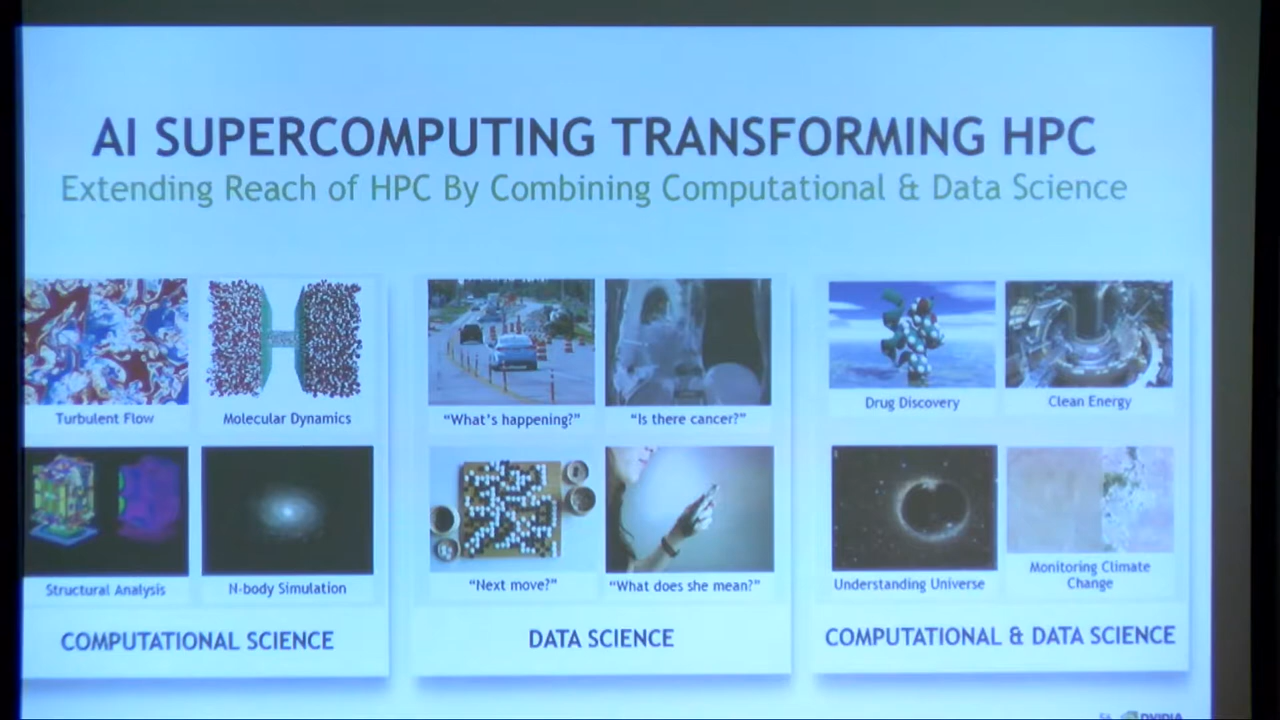 AI SUPERCOMPUTING TRANSFORMING HPC
Extending Reach of HPC By Combining Computational & Data Science
Turbulent Flow
Molecular Dynamics
Structural Analysis
N-body Simulation
COMPUTATIONAL SCIENCE
"What's happening?"
"Is there cancer?"
"Next move?"
"What does she mean?"
DATA SCIENCE
Drug Discovery
Clean Energy
Understanding Universe
Monitoring Climate
Change
COMPUTATIONAL & DATA SCIENCE
NVIDIA